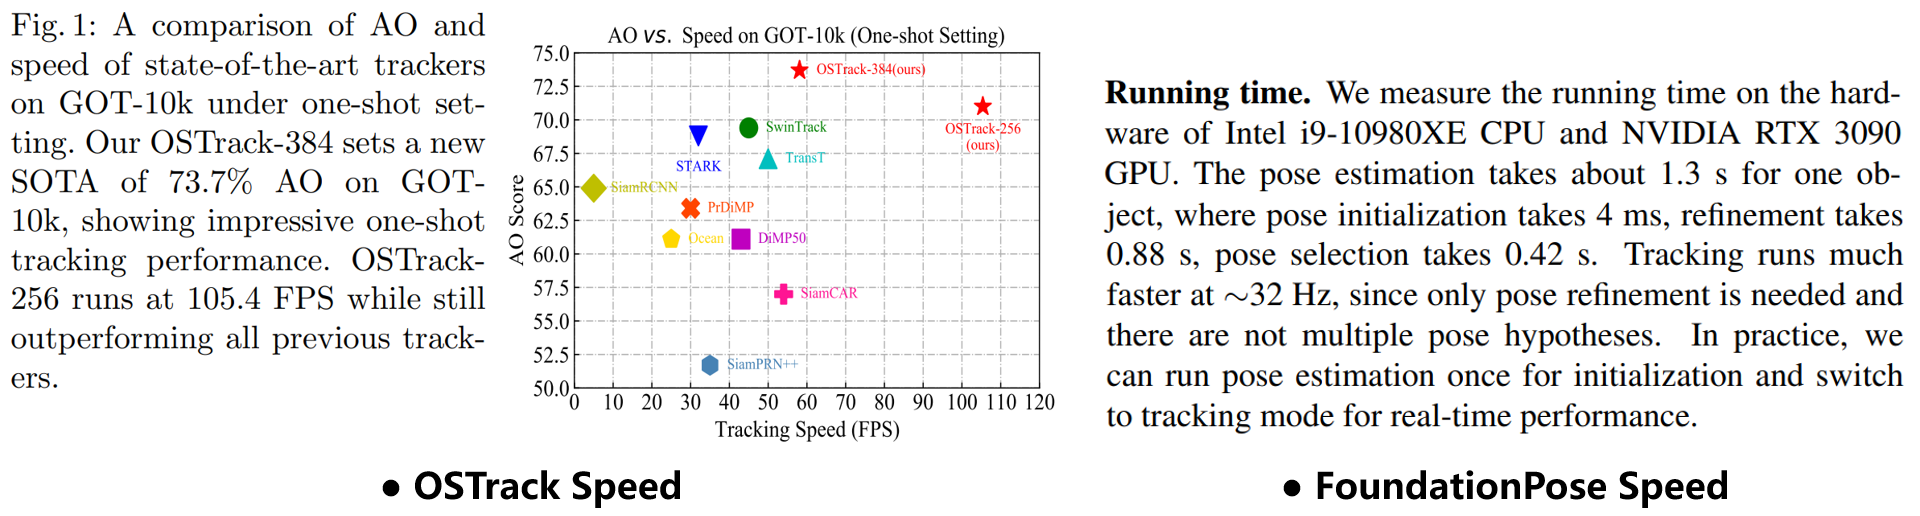 Fig. 1: A comparison of AO and
speed of state-of-the-art trackers
on GOT-10k under one-shot set-
ting. Our OSTrack-384 sets a new
SOTA of 73.7% AO on GOT-
10k, showing impressive one-shot
tracking performance. OSTrack-
256 runs at 105.4 FPS while still
outperforming all previous track-
ers.
AO vs. Speed on GOT-10k (One-shot Setting)
AO Score
75.0
72.5
70.0
67.5
65.0
62.5
60.0
57.5
55.0
52.5
50.0
OSTrack-384(ours)
OSTrack-256
(ours)
SwinTrack
STARK
TransT
SiamRCNN
PrDiMP
Ocean
DiMP50
SiamCAR
SiamPRN++
0 10 20 30 40 50 60 70 80 90 100 110 120
Tracking Speed (FPS)
● OSTrack Speed
Running time. We measure the running time on the hard-
ware of Intel i9-10980XE CPU and NVIDIA RTX 3090
GPU. The pose estimation takes about 1.3 s for one ob-
ject, where pose initialization takes 4 ms, refinement takes
0.88 s, pose selection takes 0.42 s. Tracking runs much
faster at ∼32 Hz, since only pose refinement is needed and
there are not multiple pose hypotheses. In practice, we
can run pose estimation once for initialization and switch
to tracking mode for real-time performance.
● FoundationPose Speed